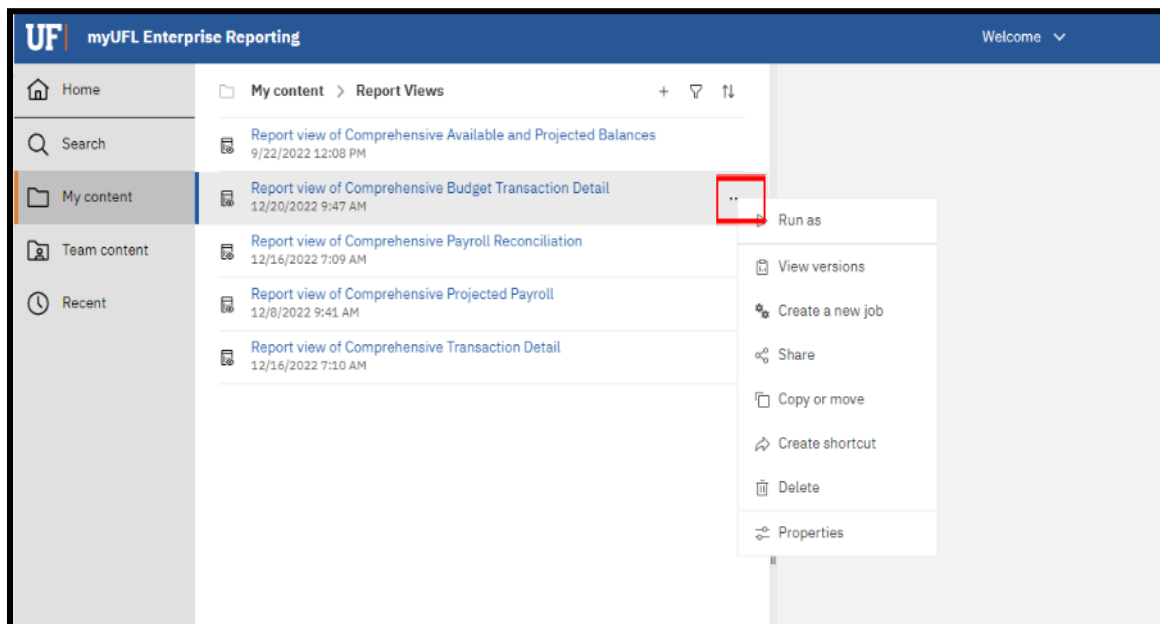 UF myUFL Enterprise Reporting
Welcome
Home
Search
My content
Team content
Recent
My content > Report Views
Report view of Comprehensive Available and Projected Balances
9/22/2022 12:08 PM
Report view of Comprehensive Budget Transaction Detail
12/20/2022 9:47 AM
Report view of Comprehensive Payroll Reconciliation
12/16/2022 7:09 AM
Report view of Comprehensive Projected Payroll
12/8/2022 9:41 AM
Report view of Comprehensive Transaction Detail
12/16/2022 7:10 AM
Run as
View versions
Create a new job
Share
Copy or move
Create shortcut
Delete
Properties